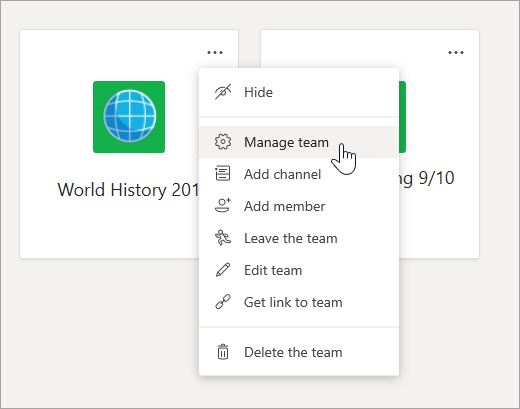 Hide
Manage team
World History 201
ng 9/10
Add channel
Add member
Leave the team
Edit team
Get link to team
Delete the team